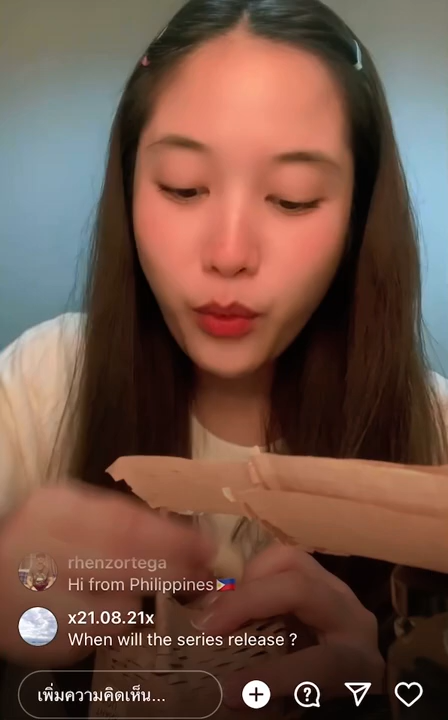 rhenzortega
Hi from Philippines🇵🇭
x21.08.21x
When will the series release ?
เพิ่มความคิดเห็น...